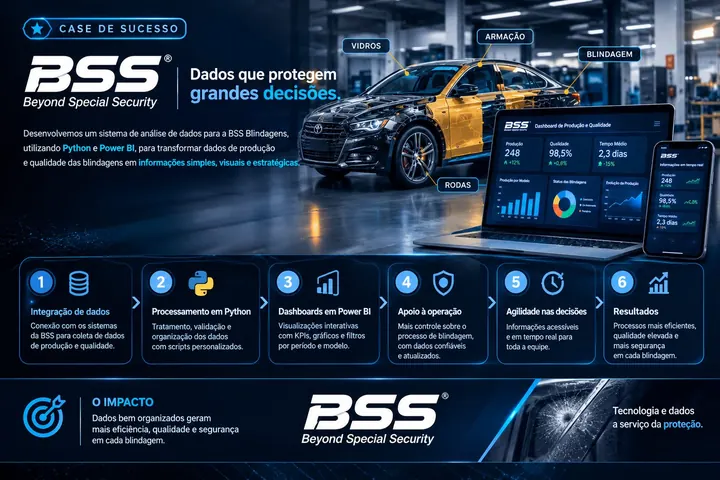 CASE DE SUCESSO
BSS®
Beyond Special Security
Dados que protegem
grandes decisões.
Desenvolvemos um sistema de análise de dados para a BSS Blindagens,
utilizando Python e Power BI, para transformar dados de produção
e qualidade das blindagens em informações simples, visuais e estratégicas.
VIDROS
ARMAÇÃO
BLINDAGEM
RODAS
BSS Dashboard de Produção e Qualidade
Produção
248
+12%
Qualidade
98,5%
+0,6%
Tempo Médio
2,3 dias
-15%
Produção por Modelo
Status das Blindagens
Evolução da Produção
BSS
Informações em tempo real
Produção
248
Qualidade
98,5%
Tempo Médio
2,3 dias
1
Integração de dados
Conexão com os sistemas
da BSS para coleta de dados
de produção e qualidade.
2
Processamento em Python
Tratamento, validação e
organização dos dados
com scripts personalizados.
3
Dashboards em Power BI
Visualizações interativas
com KPIs, gráficos e filtros
por período e modelo.
4
Apoio à operação
Mais controle sobre o
processo de blindagem,
com dados confiáveis
e atualizados.
5
Agilidade nas decisões
Informações acessíveis
e em tempo real para
toda a equipe.
6
Resultados
Processos mais eficientes,
qualidade elevada e
mais segurança
em cada blindagem.
O IMPACTO
Dados bem organizados geram
mais eficiência, qualidade e segurança
em cada blindagem.
BSS®
Beyond Special Security
Tecnologia e dados
a serviço da proteção.